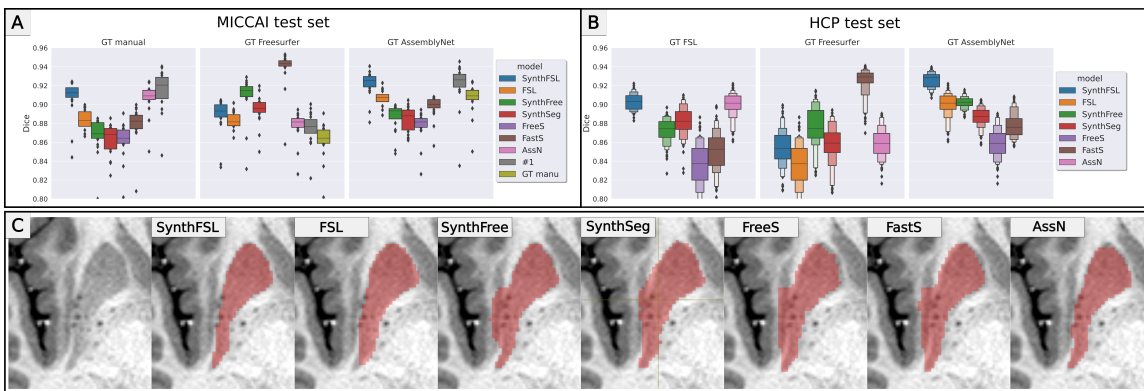 A
MICCAI test set
GT manual
GT Freesurfer
GT AssemblyNet
Dice
0.96
0.94
0.92
0.90
0.88
0.86
0.84
0.82
0.80
model
SynthFSL
FSL
SynthFree
SynthSeg
FreeS
FastS
AssN
#1
GT manu
B
HCP test set
GT FSL
GT Freesurfer
GT AssemblyNet
Dice
0.96
0.94
0.92
0.90
0.88
0.86
0.84
0.82
0.80
model
SynthFSL
FSL
SynthFree
SynthSeg
FreeS
FastS
AssN
C
SynthFSL
FSL
SynthFree
SynthSeg
FreeS
FastS
AssN